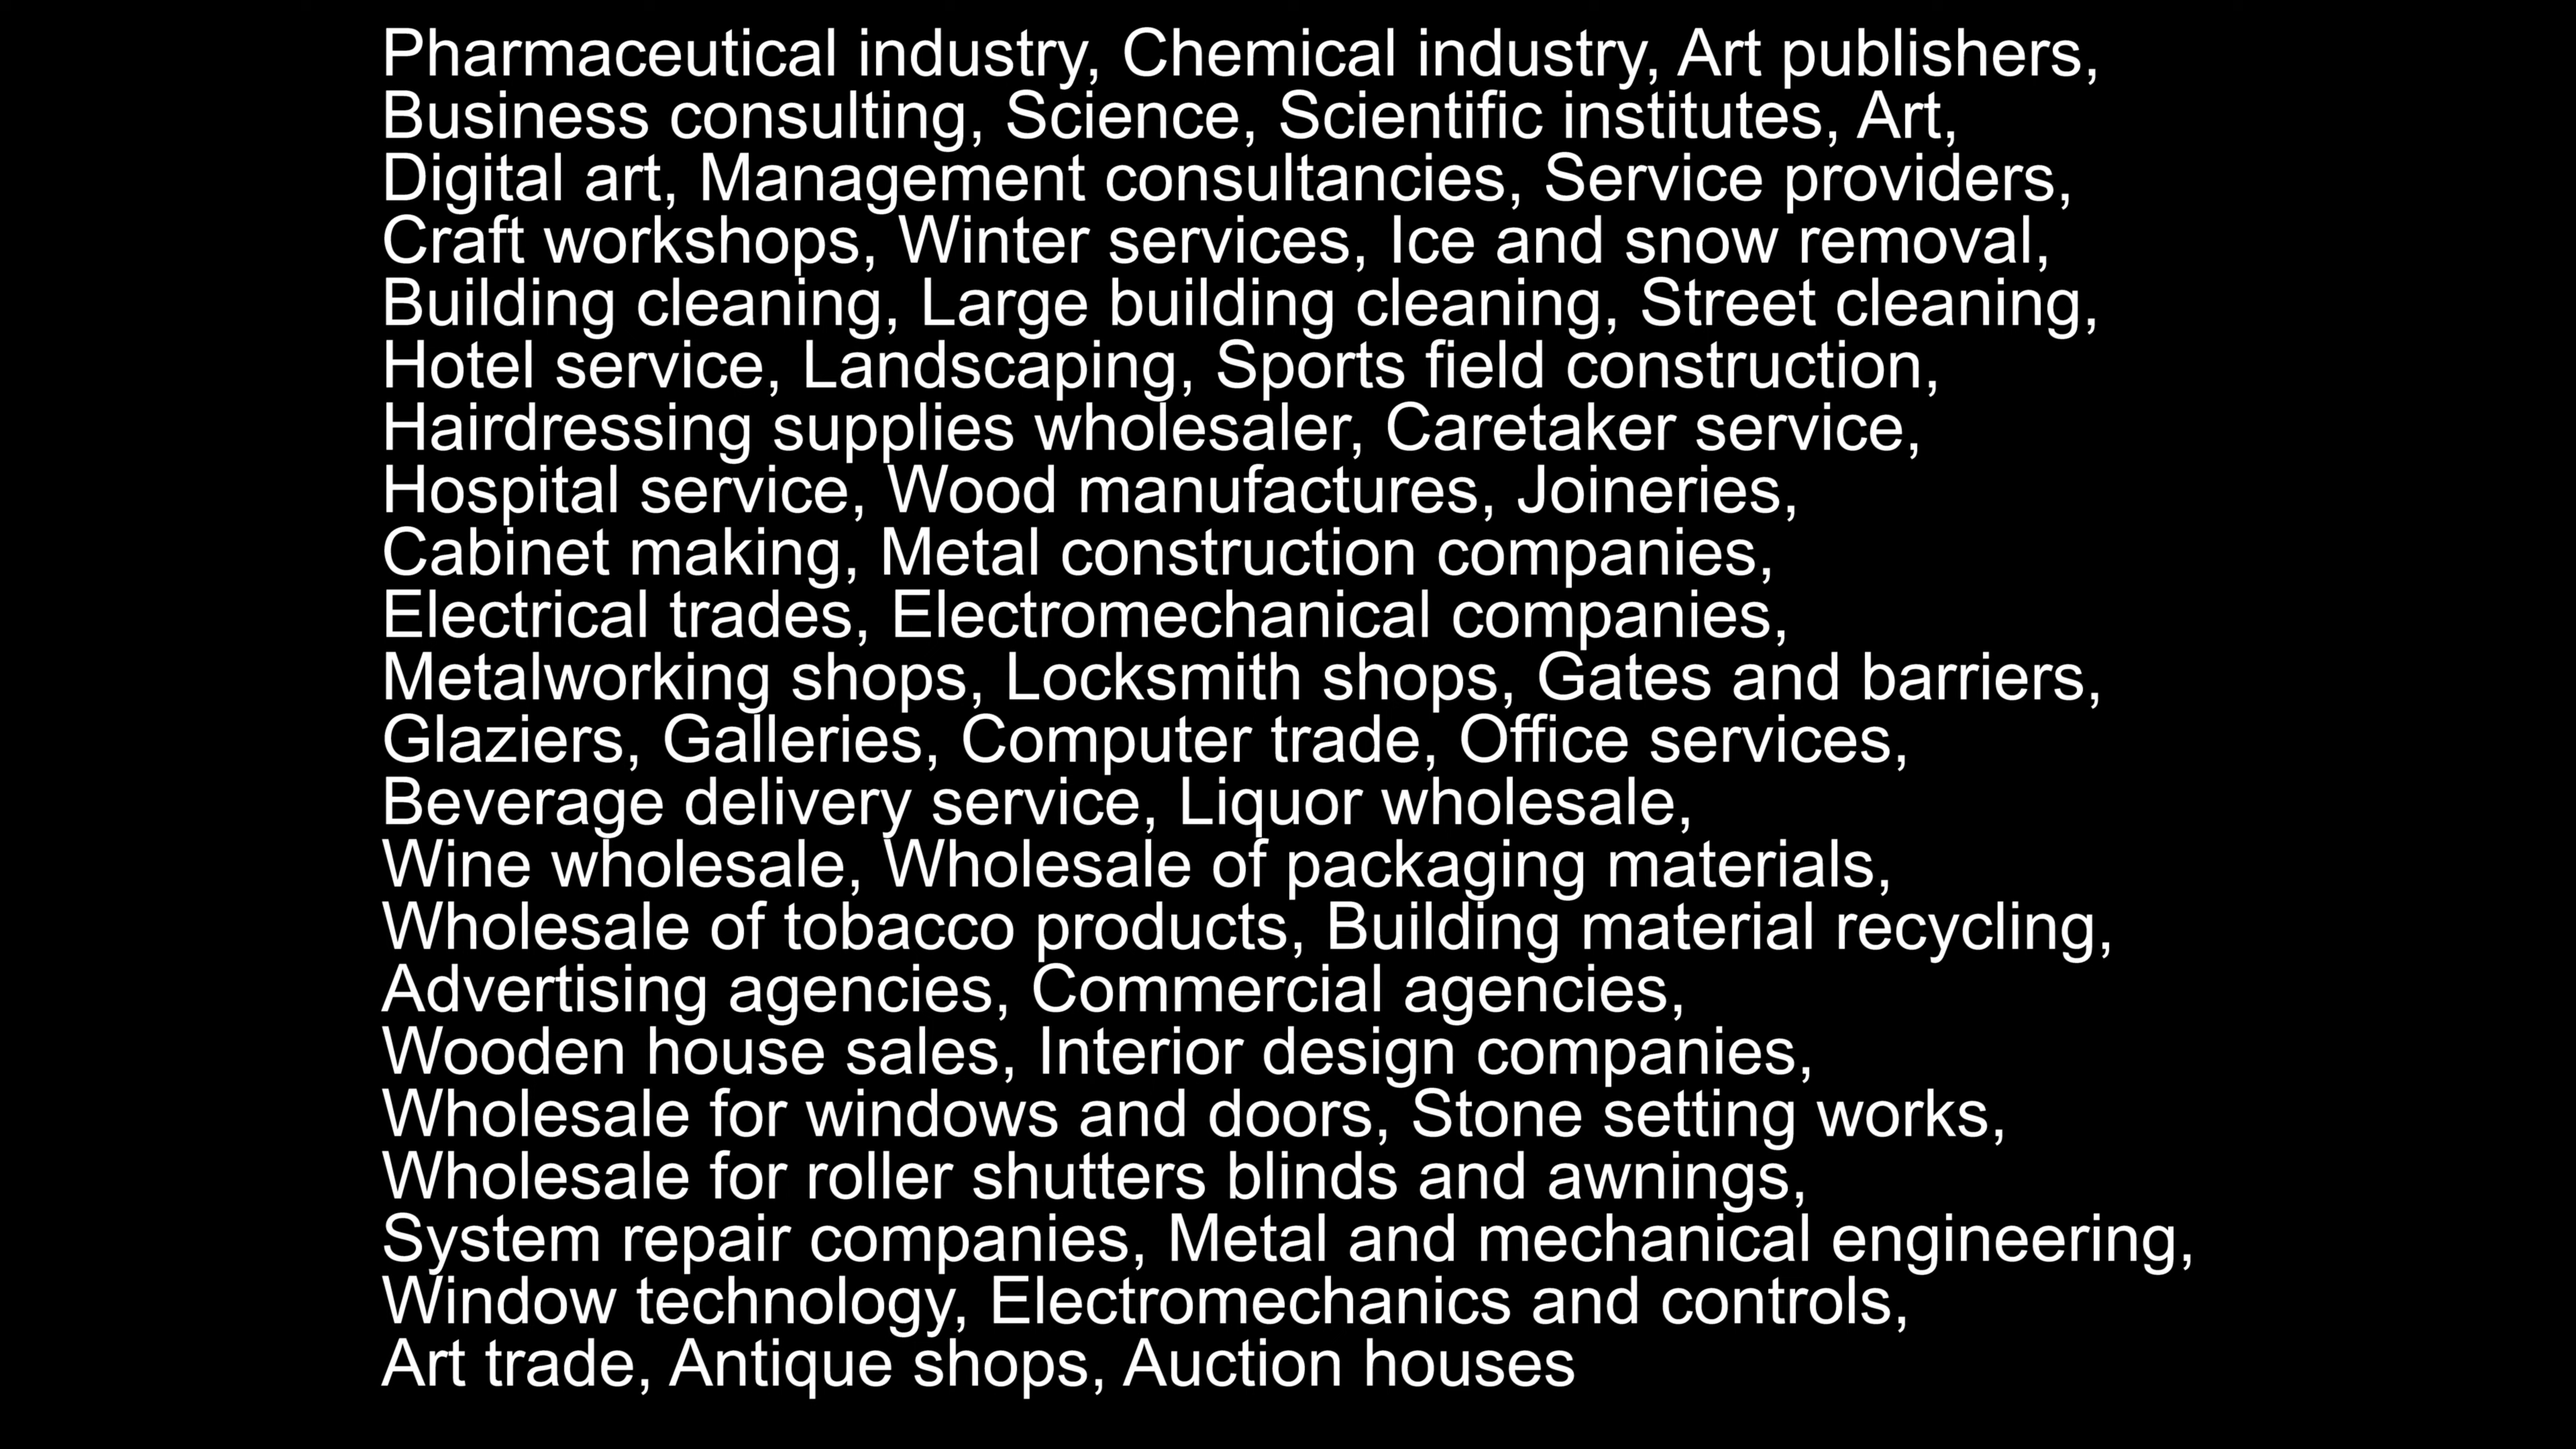 Pharmaceutical industry, Chemical industry, Art publishers,
Business consulting, Science, Scientific institutes, Art,
Digital art, Management consultancies, Service providers,
Craft workshops, Winter services, Ice and snow removal,
Building cleaning, Large building cleaning, Street cleaning,
Hotel service, Landscaping, Sports field construction,
Hairdressing supplies wholesaler, Caretaker service,
Hospital service, Wood manufactures, Joineries,
Cabinet making, Metal construction companies,
Electrical trades, Electromechanical companies,
Metalworking shops, Locksmith shops, Gates and barriers,
Glaziers, Galleries, Computer trade, Office services,
Beverage delivery service, Liquor wholesale,
Wine wholesale, Wholesale of packaging materials,
Wholesale of tobacco products, Building material recycling,
Advertising agencies, Commercial agencies,
Wooden house sales, Interior design companies,
Wholesale for windows and doors, Stone setting works,
Wholesale for roller shutters blinds and awnings,
System repair companies, Metal and mechanical engineering,
Window technology, Electromechanics and controls,
Art trade, Antique shops, Auction houses